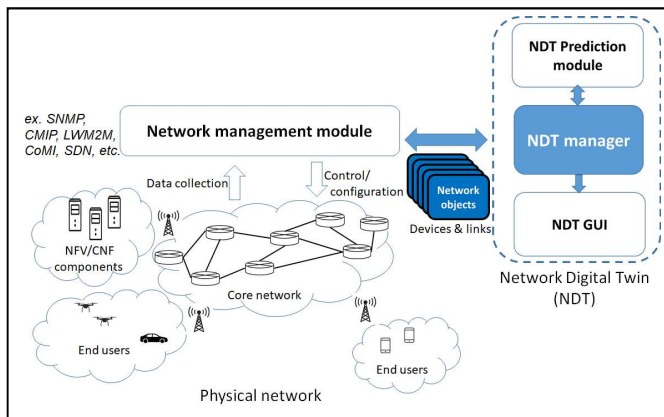 NDT Prediction
module
ex. SNMP,
CMIP, LWM2M,
CoMI, SDN, etc.
Network management module
NDT manager
Data collection
Control/
configuration
Network
objects
Devices & links
NDT GUI
NFV/CNF
components
Core network
Network Digital Twin
(NDT)
End users
End users
Physical network